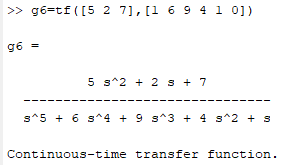 >> g6=tf([5 2 7],[1 6 9 4 1 0])
g6 =
5 s^2 + 2 s + 7
-------------------------------
s^5 + 6 s^4 + 9 s^3 + 4 s^2 + s
Continuous-time transfer function.